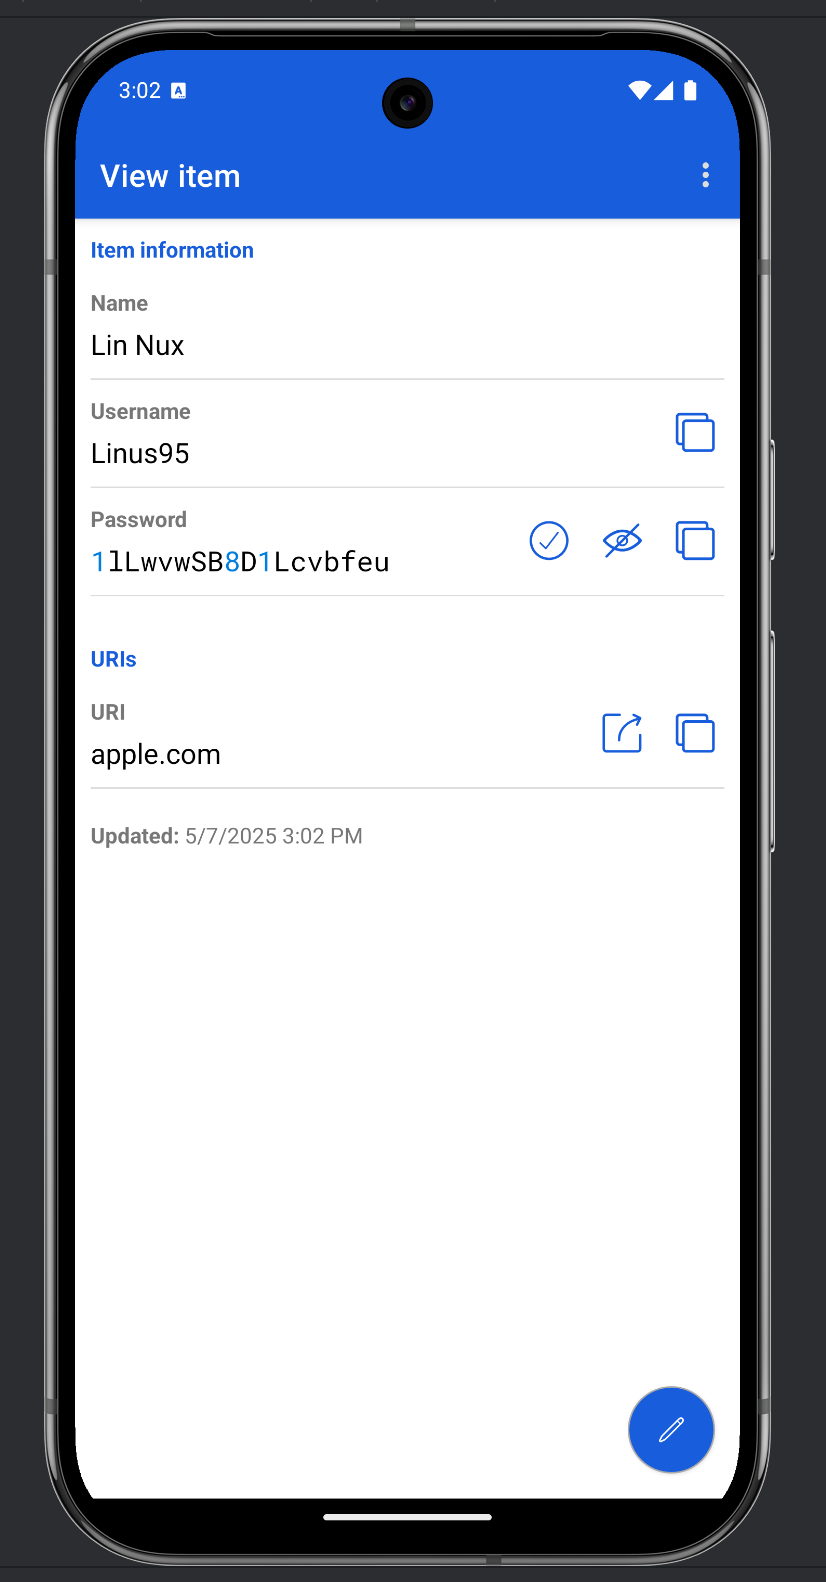 3:02
View item
Item information
Name
Lin Nux
Username
Linus95
Password
1lLwvwSB8D1Lcvbfeu
URIs
URI
apple.com
Updated: 5/7/2025 3:02 PM